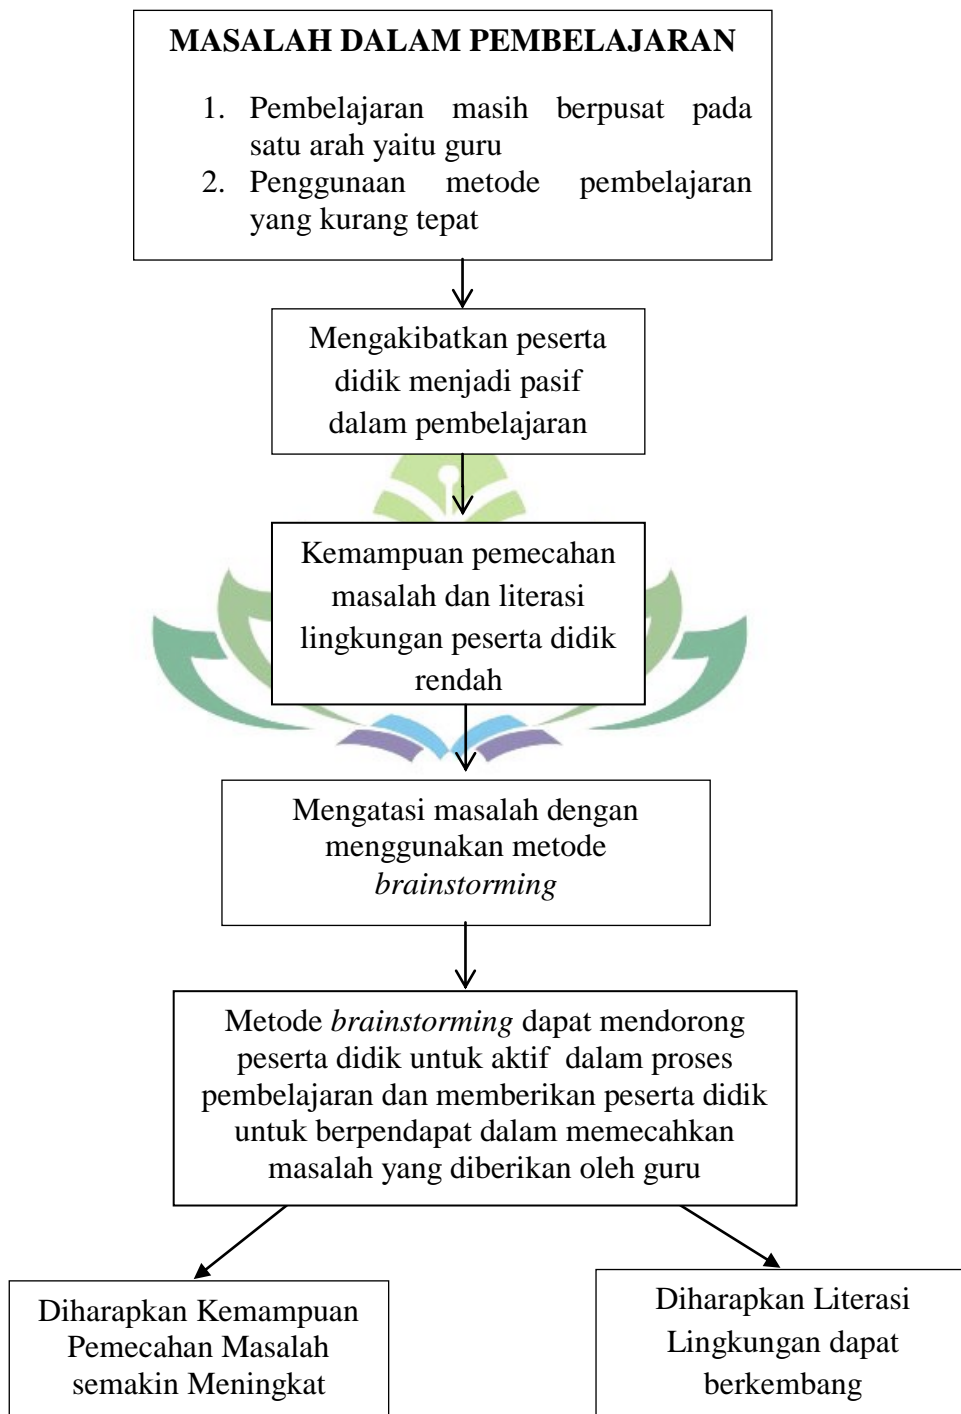 MASALAH DALAM PEMBELAJARAN
1. Pembelajaran masih berpusat pada
satu arah yaitu guru
2. Penggunaan metode pembelajaran
yang kurang tepat
Mengakibatkan peserta
didik menjadi pasif
dalam pembelajaran
Kemampuan pemecahan
masalah dan literasi
lingkungan peserta didik
rendah
Mengatasi masalah dengan
menggunakan metode
brainstorming
Metode brainstorming dapat mendorong
peserta didik untuk aktif dalam proses
pembelajaran dan memberikan peserta didik
untuk berpendapat dalam memecahkan
masalah yang diberikan oleh guru
Diharapkan Kemampuan
Pemecahan Masalah
semakin Meningkat
Diharapkan Literasi
Lingkungan dapat
berkembang